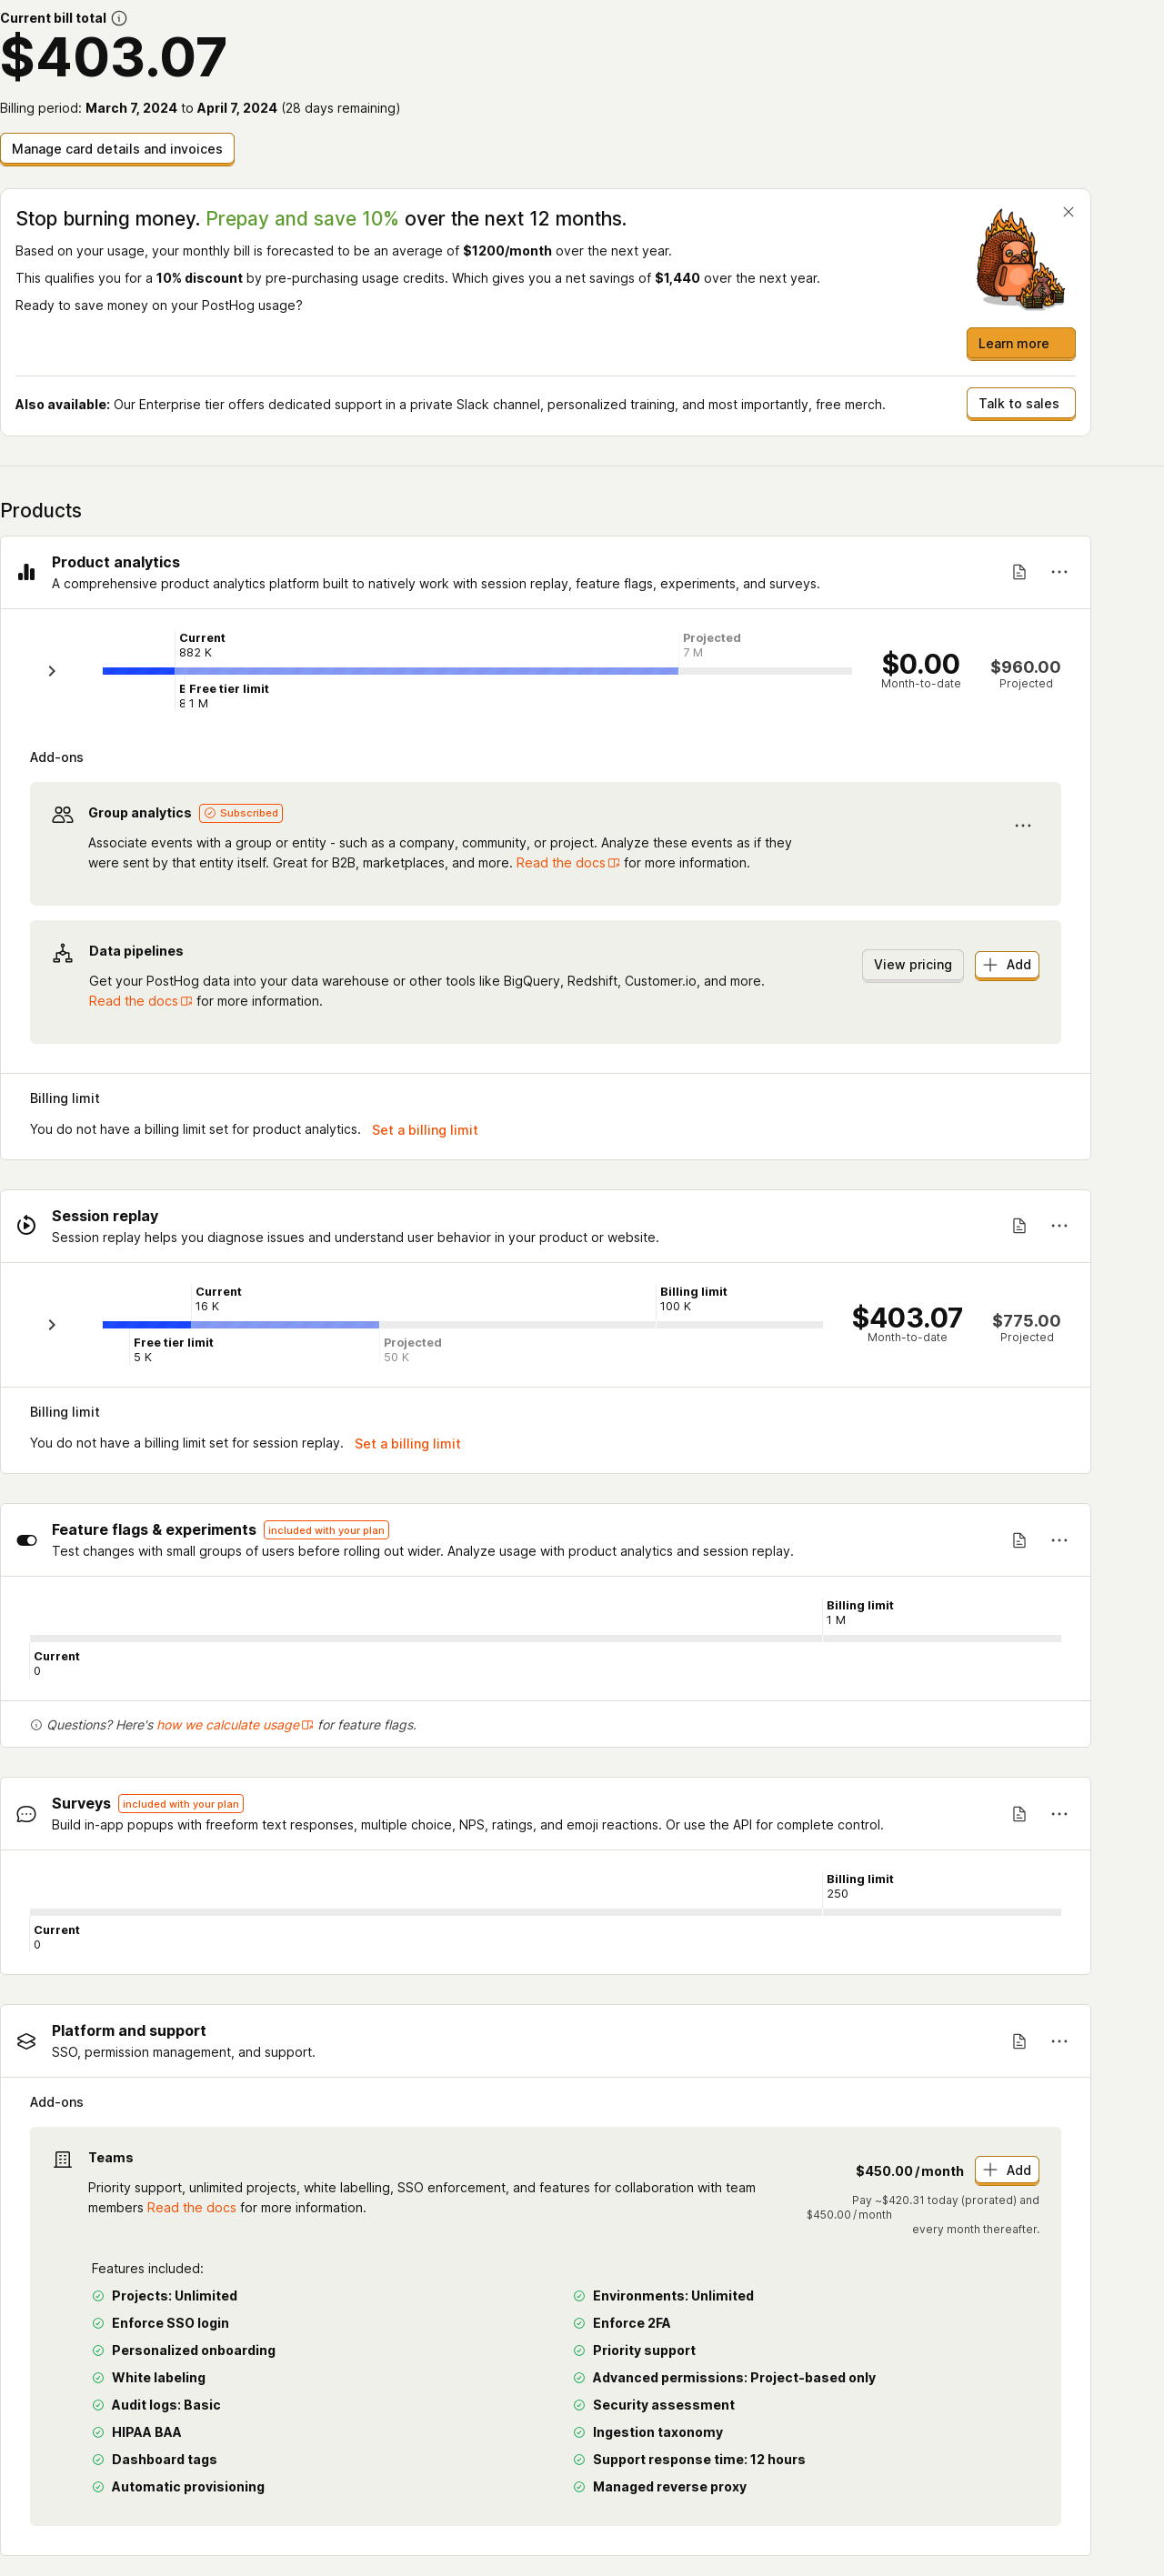 Current bill total
$403.07
Billing period: March 7, 2024 to April 7, 2024 (28 days remaining)
Manage card details and invoices
Stop burning money. Prepay and save 10% over the next 12 months.
Based on your usage, your monthly bill is forecasted to be an average of $1200/month over the next year.
This qualifies you for a 10% discount by pre-purchasing usage credits. Which gives you a net savings of $1,440 over the next year.
Ready to save money on your PostHog usage?
Learn more
Also available: Our Enterprise tier offers dedicated support in a private Slack channel, personalized training, and most importantly, free merch.
Talk to sales
Products
Product analytics
A comprehensive product analytics platform built to natively work with session replay, feature flags, experiments, and surveys.
Current
882 K
Projected
7 M
Free tier limit
1 M
$0.00
Month-to-date
$960.00
Projected
Add-ons
Group analytics Subscribed
Associate events with a group or entity - such as a company, community, or project. Analyze these events as if they
were sent by that entity itself. Great for B2B, marketplaces, and more. Read the docs for more information.
Data pipelines
Get your PostHog data into your data warehouse or other tools like BigQuery, Redshift, Customer.io, and more.
Read the docs for more information.
View pricing
Add
Billing limit
You do not have a billing limit set for product analytics. Set a billing limit
Session replay
Session replay helps you diagnose issues and understand user behavior in your product or website.
Current
16 K
Billing limit
100 K
Free tier limit
5 K
Projected
50 K
$403.07
Month-to-date
$775.00
Projected
Billing limit
You do not have a billing limit set for session replay. Set a billing limit
Feature flags & experiments included with your plan
Test changes with small groups of users before rolling out wider. Analyze usage with product analytics and session replay.
Billing limit
1 M
Current
0
Questions? Here's how we calculate usage for feature flags.
Surveys included with your plan
Build in-app popups with freeform text responses, multiple choice, NPS, ratings, and emoji reactions. Or use the API for complete control.
Billing limit
250
Current
0
Platform and support
SSO, permission management, and support.
Add-ons
Teams
Priority support, unlimited projects, white labelling, SSO enforcement, and features for collaboration with team
members Read the docs for more information.
$450.00/month
Add
Pay ~$420.31 today (prorated) and
$450.00/month
every month thereafter.
Features included:
Projects: Unlimited
Environments: Unlimited
Enforce SSO login
Enforce 2FA
Personalized onboarding
Priority support
White labeling
Advanced permissions: Project-based only
Audit logs: Basic
Security assessment
HIPAA BAA
Ingestion taxonomy
Dashboard tags
Support response time: 12 hours
Automatic provisioning
Managed reverse proxy